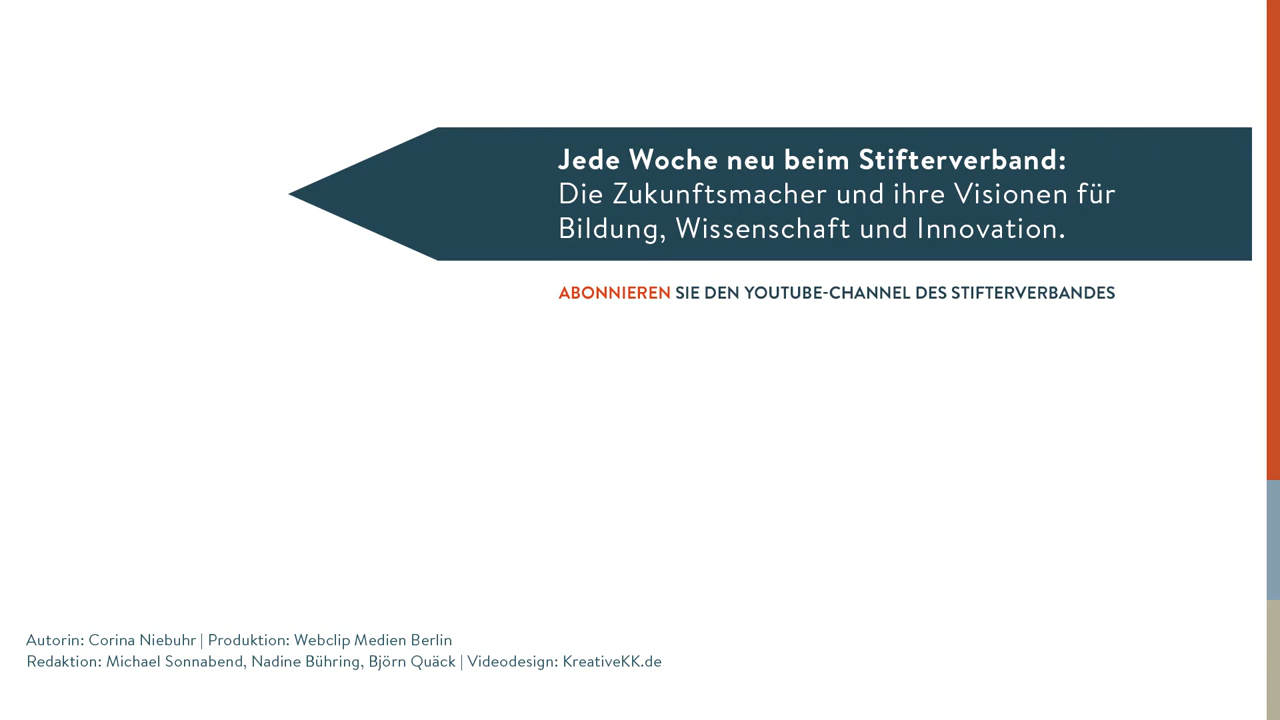 Jede Woche neu beim Stifterverband:
Die Zukunftsmacher und ihre Visionen für
Bildung, Wissenschaft und Innovation.
ABONNIEREN SIE DEN YOUTUBE-CHANNEL DES STIFTERVERBANDES
Autorin: Corina Niebuhr | Produktion: Webclip Medien Berlin
Redaktion: Michael Sonnabend, Nadine Bühring, Björn Quäck | Videodesign: KreativeKK.de